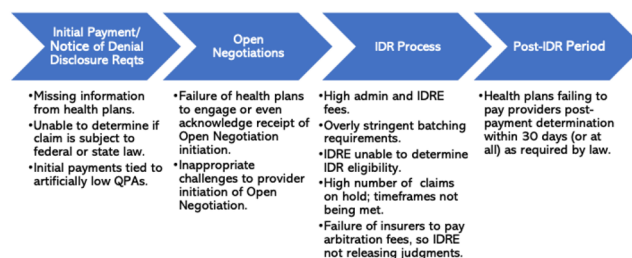 Initial Payment/
Notice of Denial
Disclosure Reqts
•Missing information
from health plans.
•Unable to determine if
claim is subject to
federal or state law.
•Initial payments tied to
artificially low QPAs.
Open
Negotiations
•Failure of health plans
to engage or even
acknowledge receipt of
Open Negotiation
initiation.
•Inappropriate
challenges to provider
initiation of Open
Negotiation.
IDR Process
•High admin and IDRE
fees.
•Overly stringent batching
requirements.
•IDRE unable to determine
IDR eligibility.
•High number of claims
on hold; timeframes not
being met.
•Failure of insurers to pay
arbitration fees, so IDRE
not releasing judgments.
Post-IDR Period
•Health plans failing to
pay providers post-
payment determination
within 30 days (or at
all) as required by law.